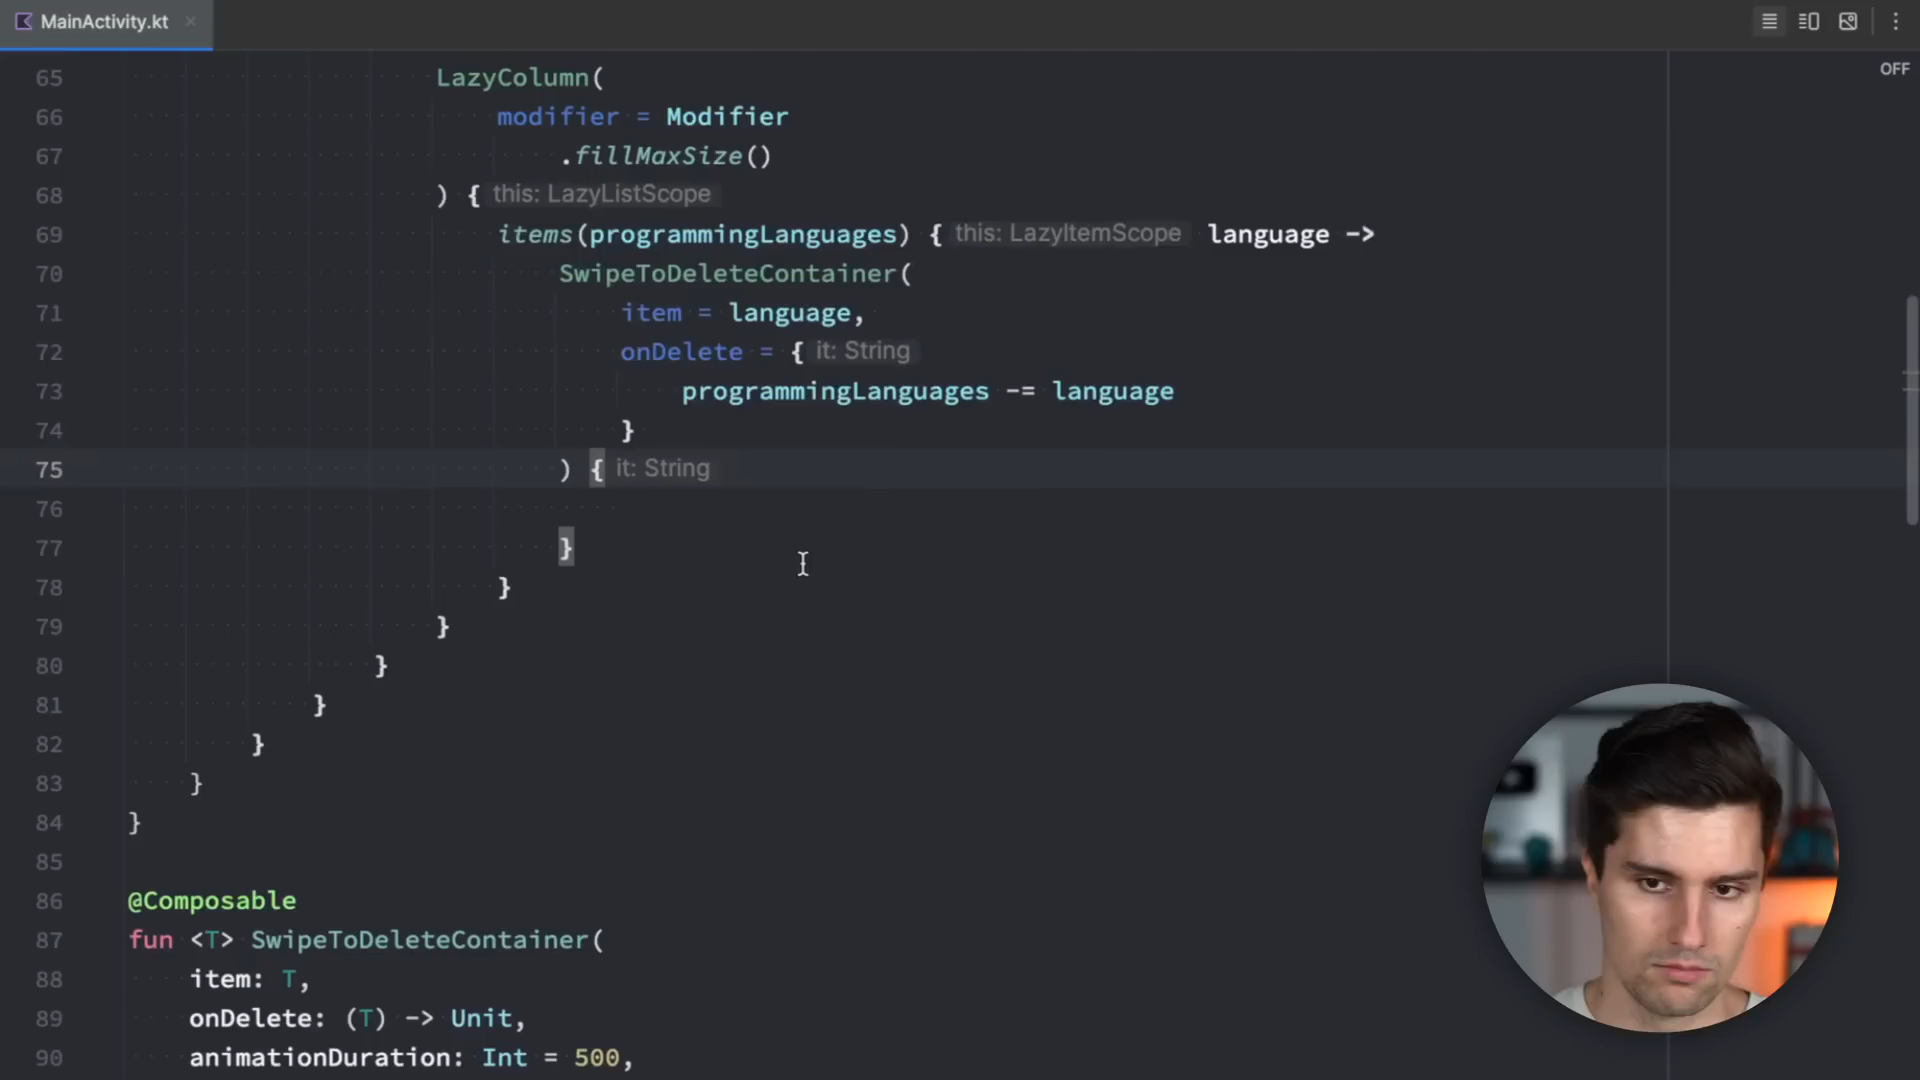 MainActivity.kt
OFF
65 LazyColumn(
66 modifier = Modifier
67 .fillMaxSize()
68 ) { this: LazyListScope
69 items(programmingLanguages) { this: LazyItemScope language ->
70 SwipeToDeleteContainer(
71 item = language,
72 onDelete = { it: String
73 programmingLanguages -= language
74 }
75 ) { it: String
76
77 }
78 }
79 }
80 }
81 }
82 }
83 }
84 }
85
86 @Composable
87 fun <T> SwipeToDeleteContainer(
88 item: T,
89 onDelete: (T) -> Unit,
90 animationDuration: Int = 500,